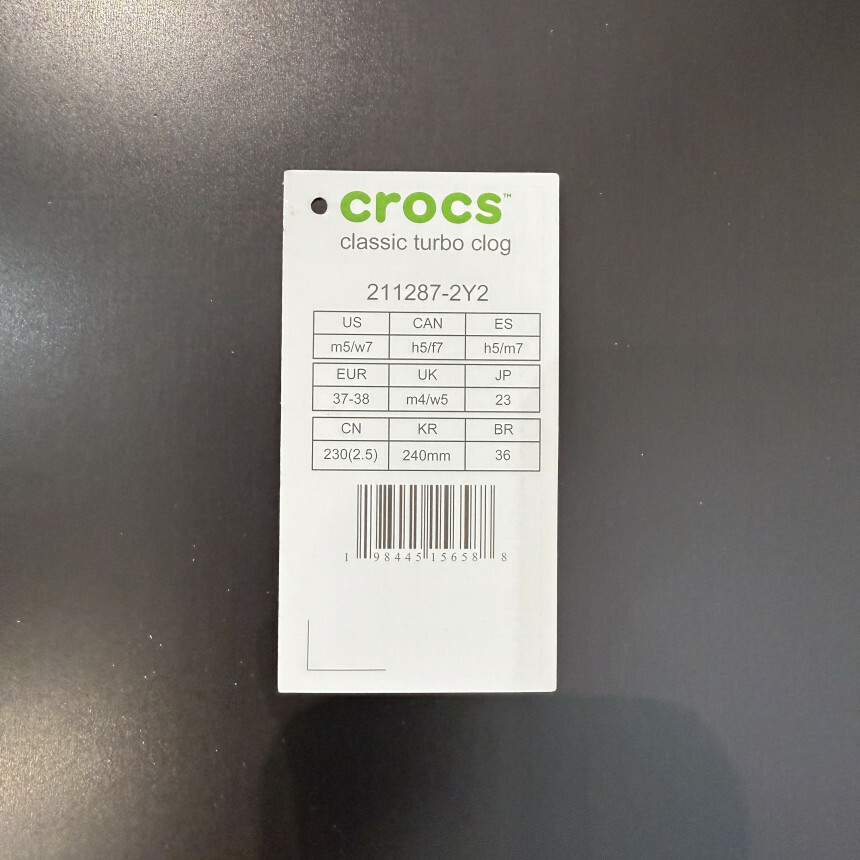 crocs™
classic turbo clog
211287-2Y2
US CAN ES
m5/w7 h5/f7 h5/m7
EUR UK JP
37-38 m4/w5 23
CN KR BR
230(2.5) 240mm 36
1 98445 15658 8